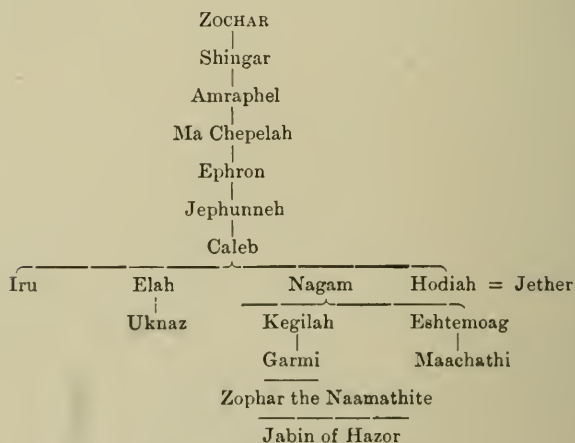 ZOCHAR
Shingar
Amraphel
Ma Chepelah
Ephron
Jephunneh
Caleb
Iru Elah Nagam Hodiah = Jether
Uknaz Kegilah Eshtemoag
Garmi Maachathi
Zophar the Naamathite
Jabin of Hazor